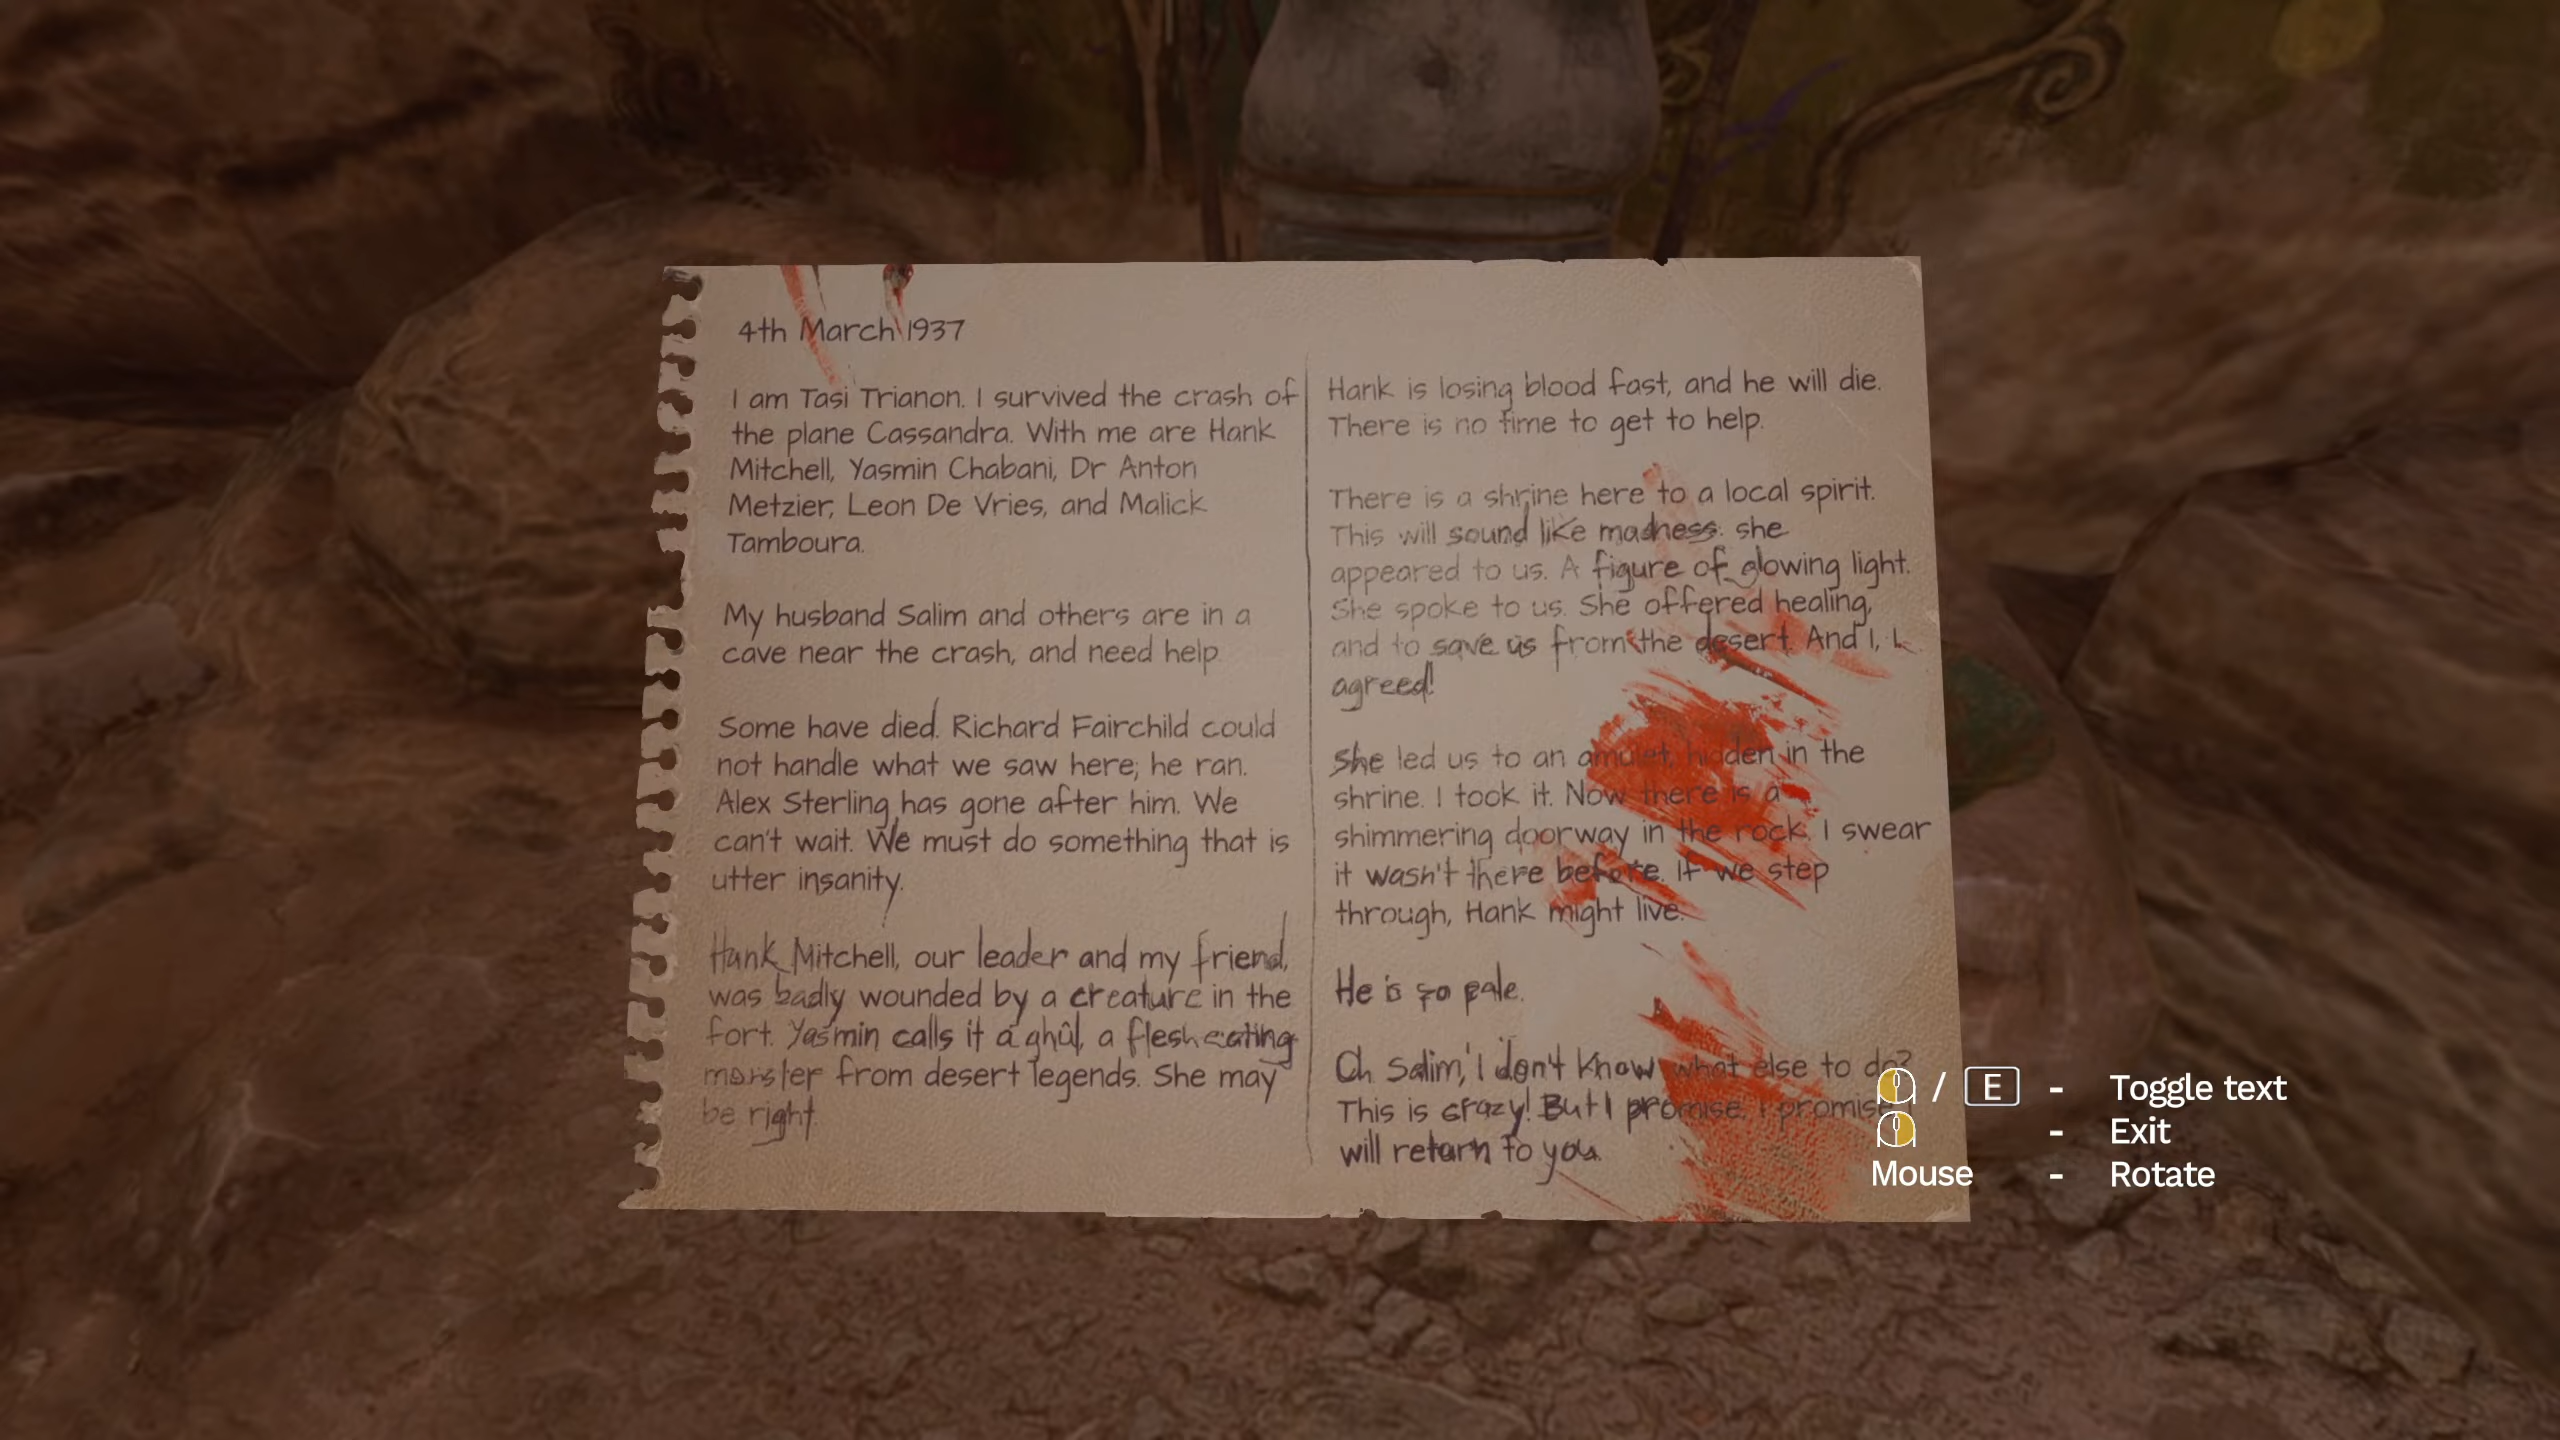 4th March 1937
I am Tasi Trianon. I survived the crash of
the plane Cassandra. With me are Hank
Mitchell, Yasmin Chabani, Dr Anton
Metzier, Leon De Vries, and Malick
Tamboura.
My husband Salim and others are in a
cave near the crash, and need help.
Some have died. Richard Fairchild could
not handle what we saw here; he ran.
Alex Sterling has gone after him. We
can't wait. We must do something that is
utter insanity.
Hank Mitchell, our leader and my friend,
was badly wounded by a creature in the
fort. Yasmin calls it a ghûl, a flesh eating
monster from desert legends. She may
be right.
Hank is losing blood fast, and he will die.
There is no time to get to help.
There is a shrine here to a local spirit.
This will sound like madness. she
appeared to us. A figure of glowing light.
She spoke to us. She offered healing,
and to save us from the desert. And I, I
agreed!
She led us to an amulet, hidden in the
shrine. I took it. Now there is a
shimmering doorway in the rock. I swear
it wasn't there before. If we step
through, Hank might live.
He is so pale.
Oh Salim, I don't know what else to do?
This is crazy! But I promise. I promise
will return to you.
E - Toggle text
- Exit
Mouse - Rotate